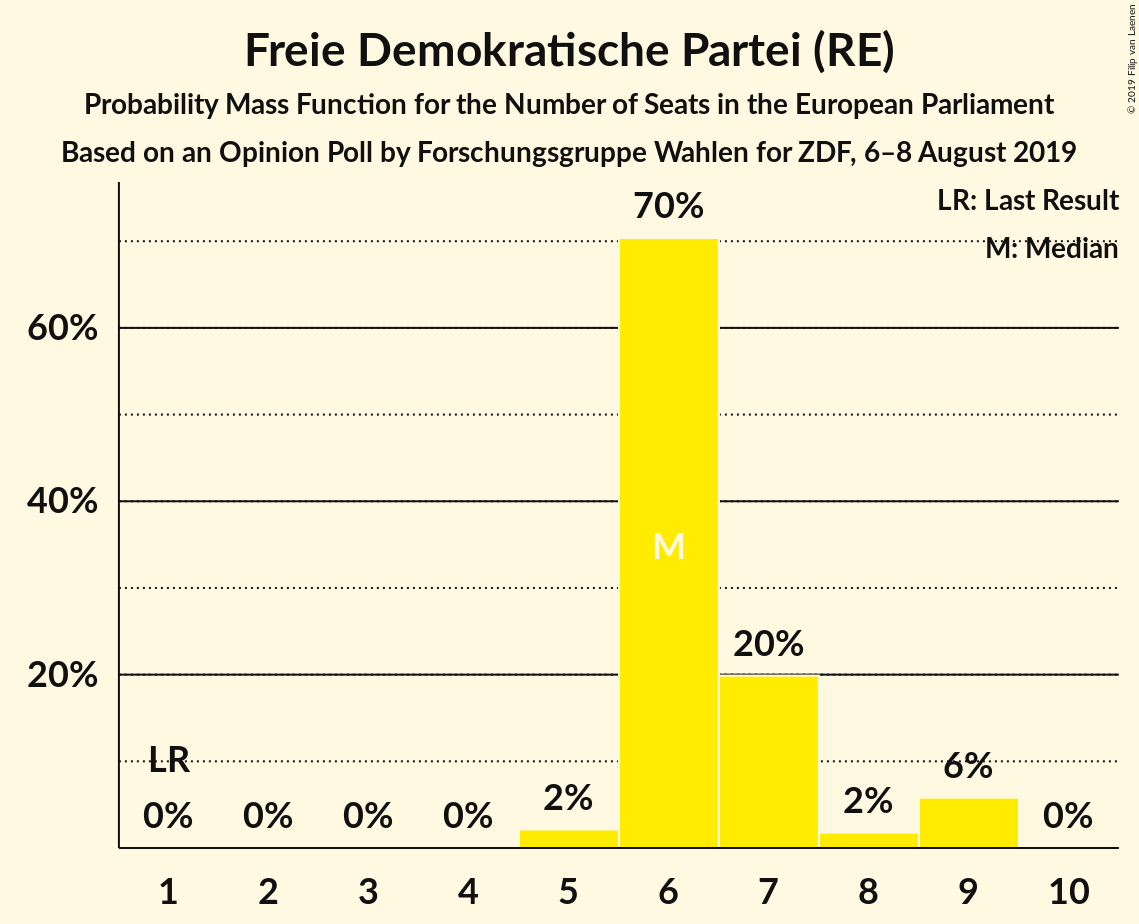 Freie Demokratische Partei (RE)
Probability Mass Function for the Number of Seats in the European Parliament
Based on an Opinion Poll by Forschungsgruppe Wahlen for ZDF, 6–8 August 2019
© 2019 Filip van Laenen
LR: Last Result
M: Median
70%
60%
40%
M
20%
20%
LR
0%
0%
0%
0%
2%
2%
6%
0%
1 2 3 4 5 6 7 8 9 10